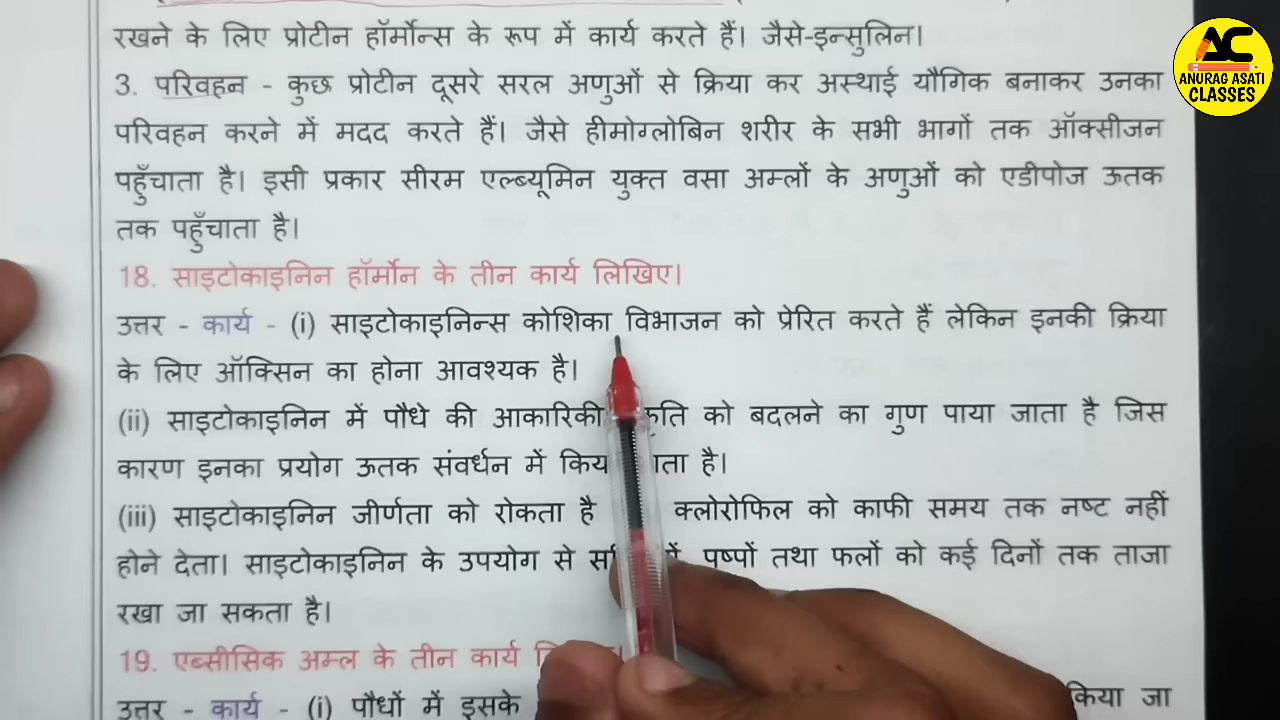 रखने के लिए प्रोटीन हॉर्मोन्स के रूप में कार्य करते हैं। जैसे-इन्सुलिन।
3. परिवहन - कुछ प्रोटीन दूसरे सरल अणुओं से क्रिया कर अस्थाई यौगिक बनाकर उनका
परिवहन करने में मदद करते हैं। जैसे हीमोग्लोबिन शरीर के सभी भागों तक ऑक्सीजन
पहुँचाता है। इसी प्रकार सीरम एल्ब्यूमिन युक्त वसा अम्लों के अणुओं को एडीपोज ऊतक
तक पहुँचाता है।
18. साइटोकाइनिन हॉर्मोन के तीन कार्य लिखिए।
उत्तर - कार्य - (i) साइटोकाइनिन्स कोशिका विभाजन को प्रेरित करते हैं लेकिन इनकी क्रिया
के लिए ऑक्सिन का होना आवश्यक है।
(ii) साइटोकाइनिन में पौधे की आकारिकी को बदलने का गुण पाया जाता है जिस
कारण इनका प्रयोग ऊतक संवर्धन में है।
(iii) साइटोकाइनिन जीर्णता को रोकता है क्लोरोफिल को काफी समय तक नष्ट नहीं
होने देता। साइटोकाइनिन के उपयोग से पुष्पों तथा फलों को कई दिनों तक ताजा
रखा जा सकता है।
19. एब्सीसिक अम्ल के तीन कार्य
उत्तर - कार्य - (i) पौधों में इसके किया जा
AC
ANURAG ASATI
CLASSES